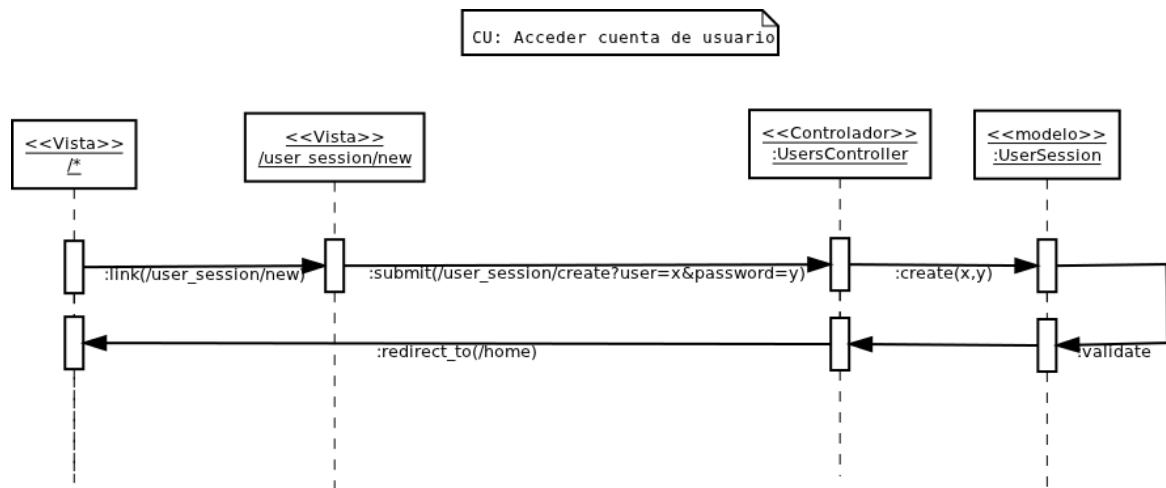 CU: Acceder cuenta de usuario
<<Vista>>
/*
<<Vista>>
/user_session/new
<<Controlador>>
:UsersController
<<modelo>>
:UserSession
:link(/user_session/new)
:submit(/user_session/create?user=x&password=y)
:create(x,y)
:redirect_to(/home)
:validate